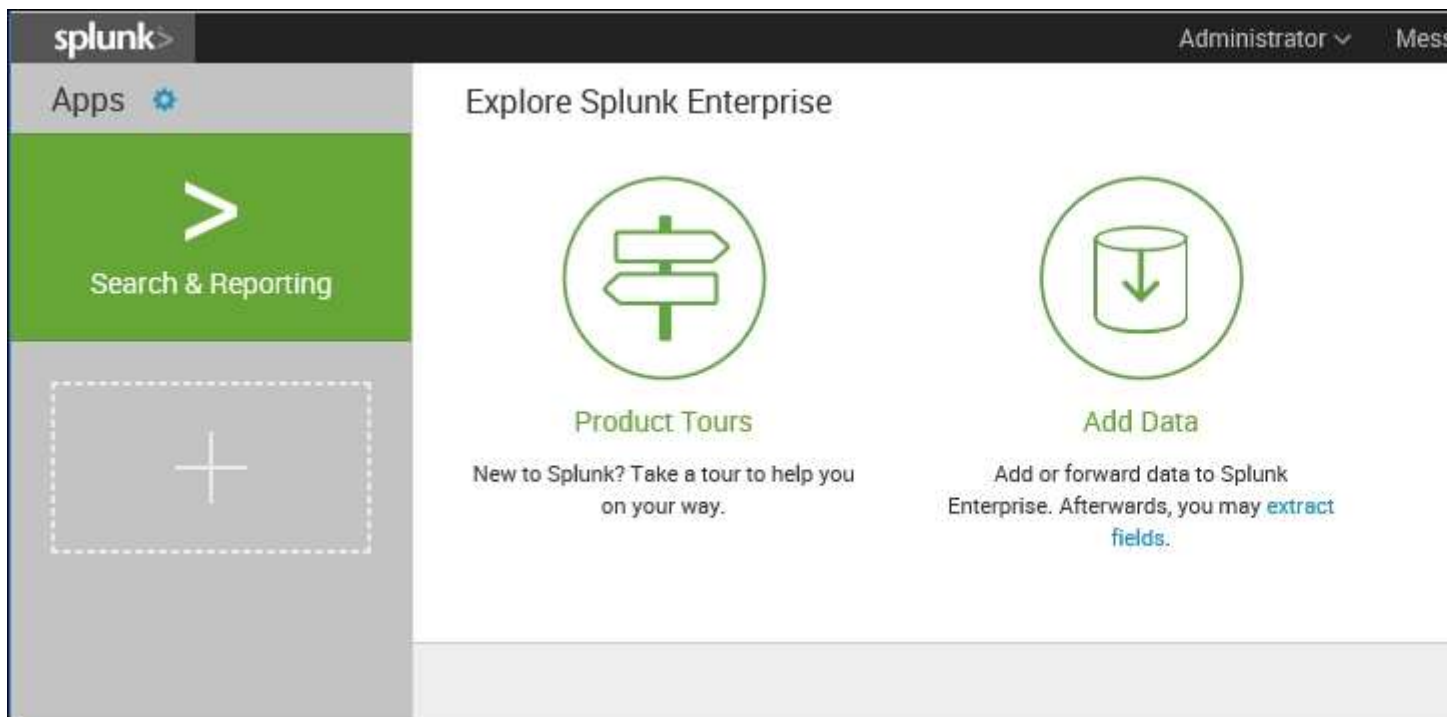 splunk>
Administrator
Mess
Apps
Explore Splunk Enterprise
>
Search & Reporting
Product Tours
New to Splunk? Take a tour to help you
on your way.
Add Data
Add or forward data to Splunk
Enterprise. Afterwards, you may extract
fields.